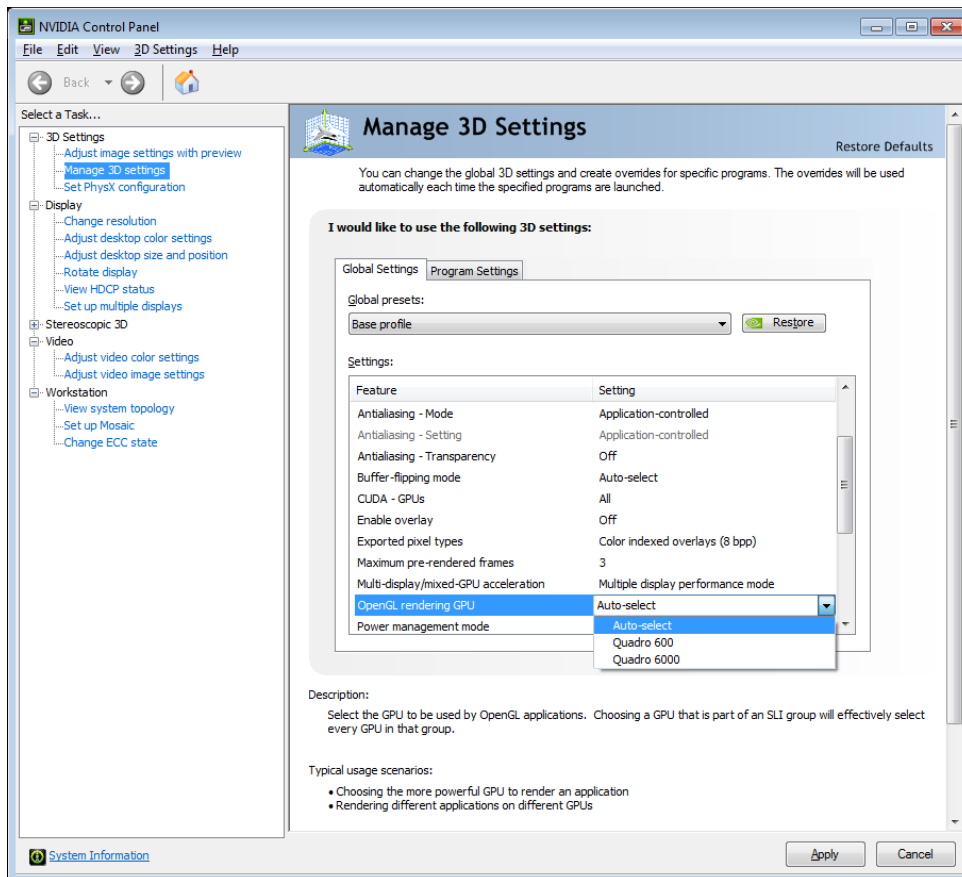 NVIDIA Control Panel
File Edit View 3D Settings Help
Back
Select a Task...
3D Settings
Adjust image settings with preview
Manage 3D settings
Set PhysX configuration
Display
Change resolution
Adjust desktop color settings
Adjust desktop size and position
Rotate display
View HDCP status
Set up multiple displays
Stereoscopic 3D
Video
Adjust video color settings
Adjust video image settings
Workstation
View system topology
Set up Mosaic
Change ECC state
Manage 3D Settings
Restore Defaults
You can change the global 3D settings and create overrides for specific programs. The overrides will be used
automatically each time the specified programs are launched.
I would like to use the following 3D settings:
Global Settings Program Settings
Global presets:
Base profile Restore
Settings:
Feature Setting
Antialiasing - Mode Application-controlled
Antialiasing - Setting Application-controlled
Antialiasing - Transparency Off
Buffer-flipping mode Auto-select
CUDA - GPUs All
Enable overlay Off
Exported pixel types Color indexed overlays (8 bpp)
Maximum pre-rendered frames 3
Multi-display/mixed-GPU acceleration Multiple display performance mode
OpenGL rendering GPU Auto-select
Power management mode Auto-select
Quadro 600
Quadro 6000
Description:
Select the GPU to be used by OpenGL applications. Choosing a GPU that is part of an SLI group will effectively select
every GPU in that group.
Typical usage scenarios:
• Choosing the more powerful GPU to render an application
• Rendering different applications on different GPUs
System Information
Apply Cancel